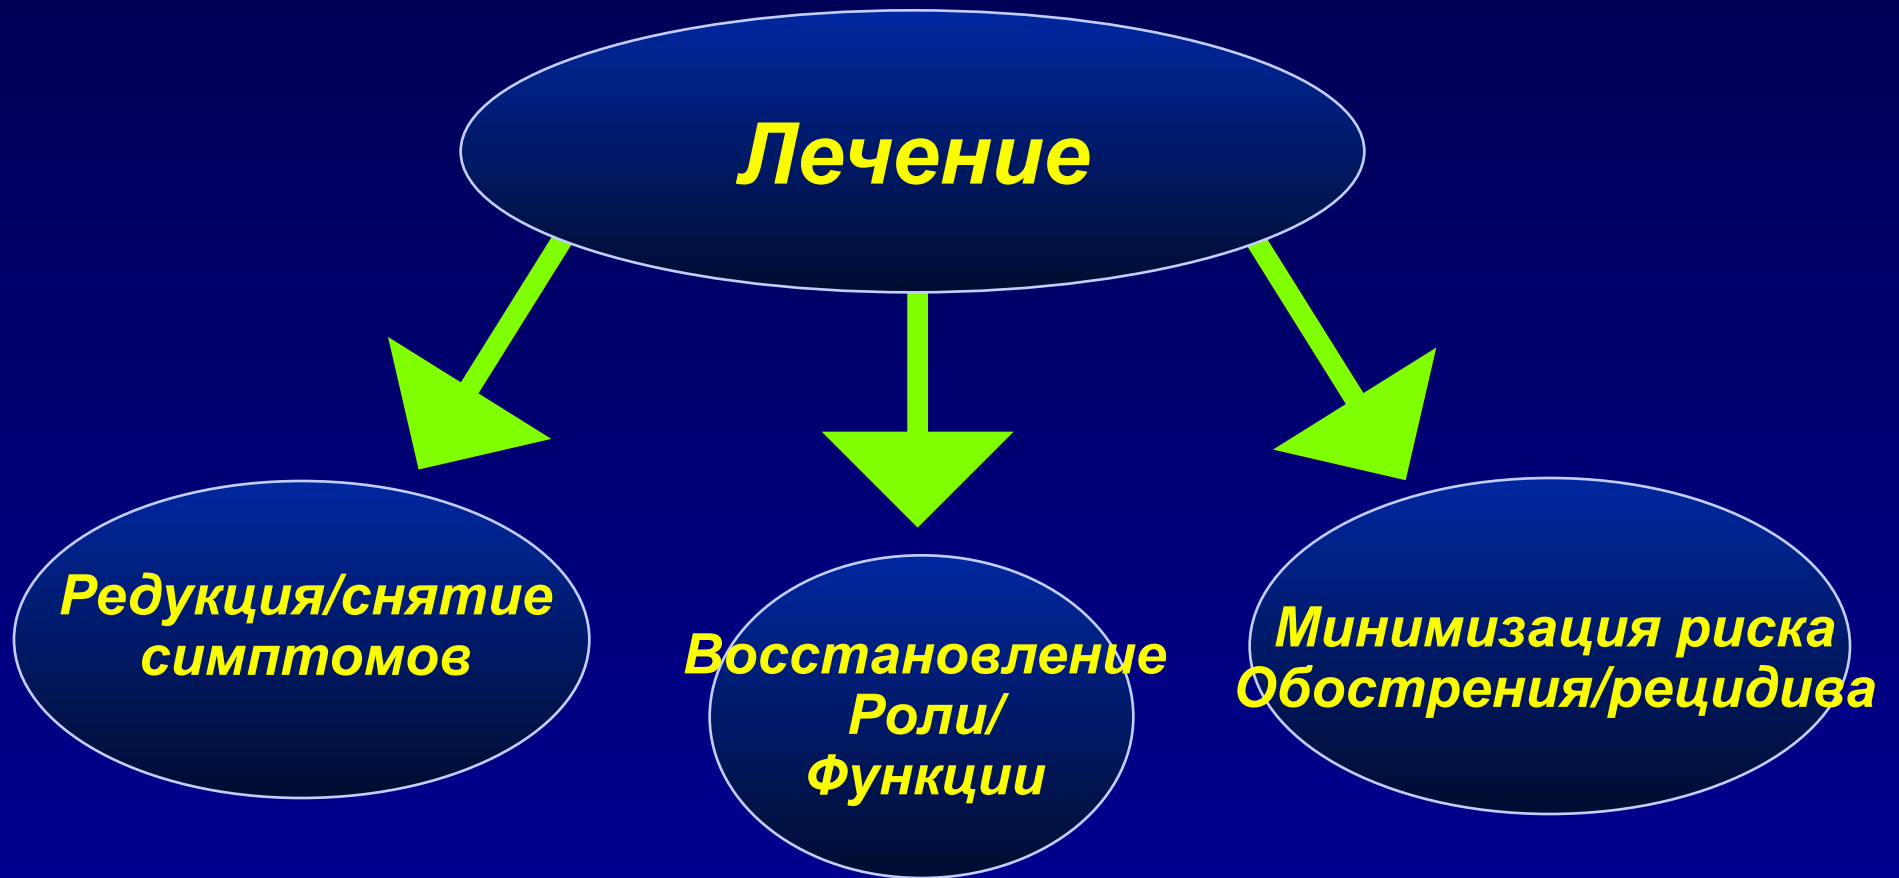 Лечение
Редукция/снятие
симптомов
Восстановление
Роли/
Функции
Минимизация риска
Обострения/рецидива